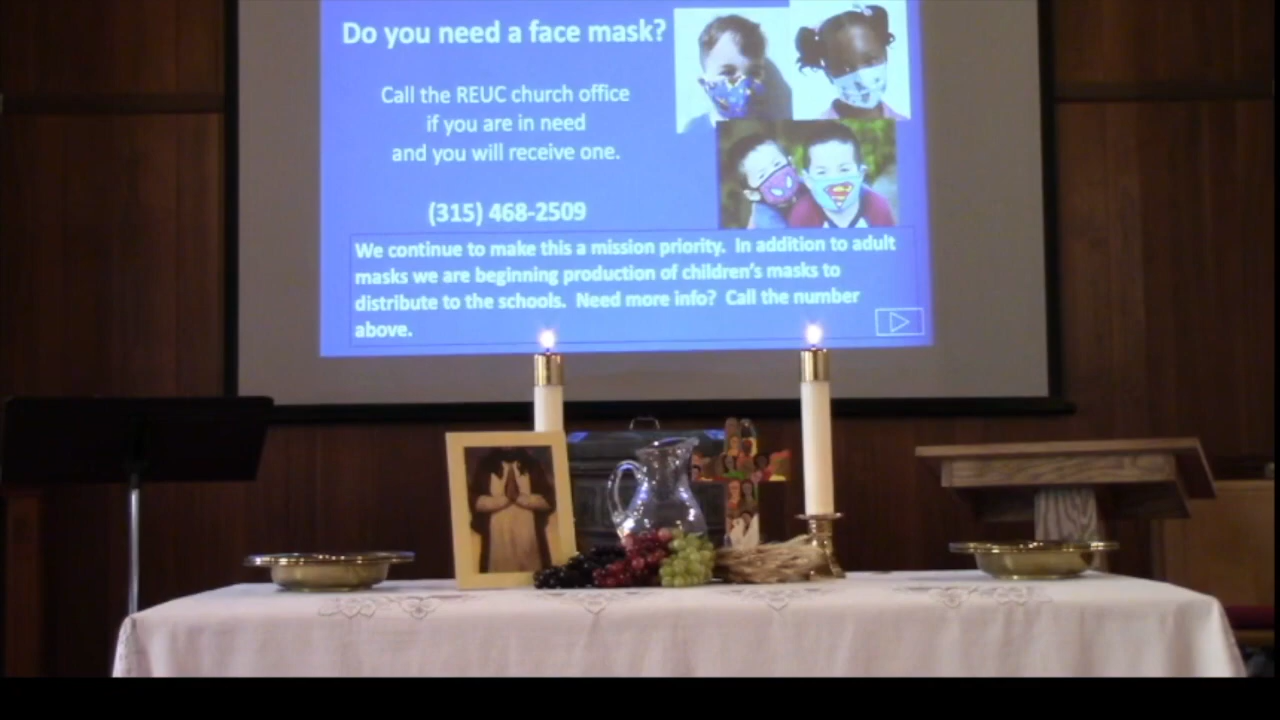 Do you need a face mask?
Call the REUC church office
if you are in need
and you will receive one.
(315) 468-2509
We continue to make this a mission priority. In addition to adult
masks we are beginning production of children's masks to
distribute to the schools. Need more info? Call the number
above.